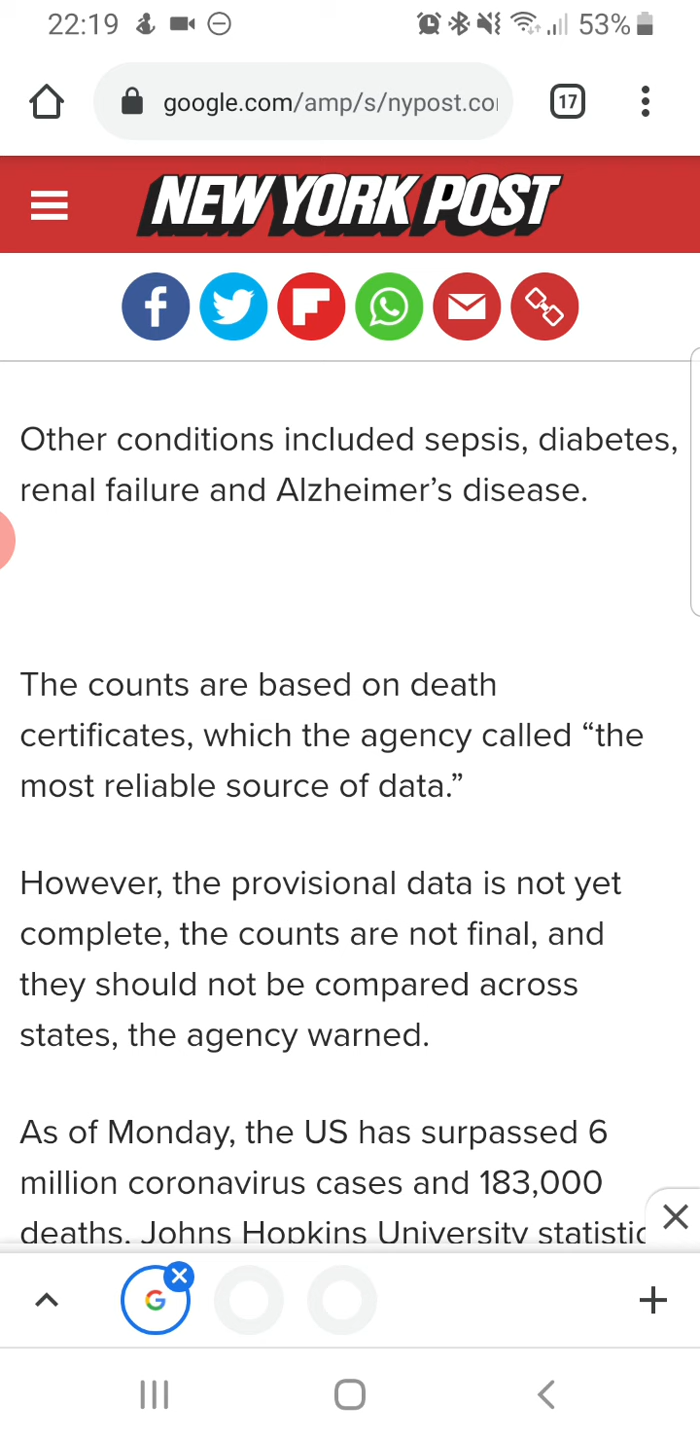 22:19
53%
google.com/amp/s/nypost.co
17
NEW YORK POST
Other conditions included sepsis, diabetes,
renal failure and Alzheimer’s disease.
The counts are based on death
certificates, which the agency called “the
most reliable source of data.”
However, the provisional data is not yet
complete, the counts are not final, and
they should not be compared across
states, the agency warned.
As of Monday, the US has surpassed 6
million coronavirus cases and 183,000
deaths, Johns Hopkins University statistic